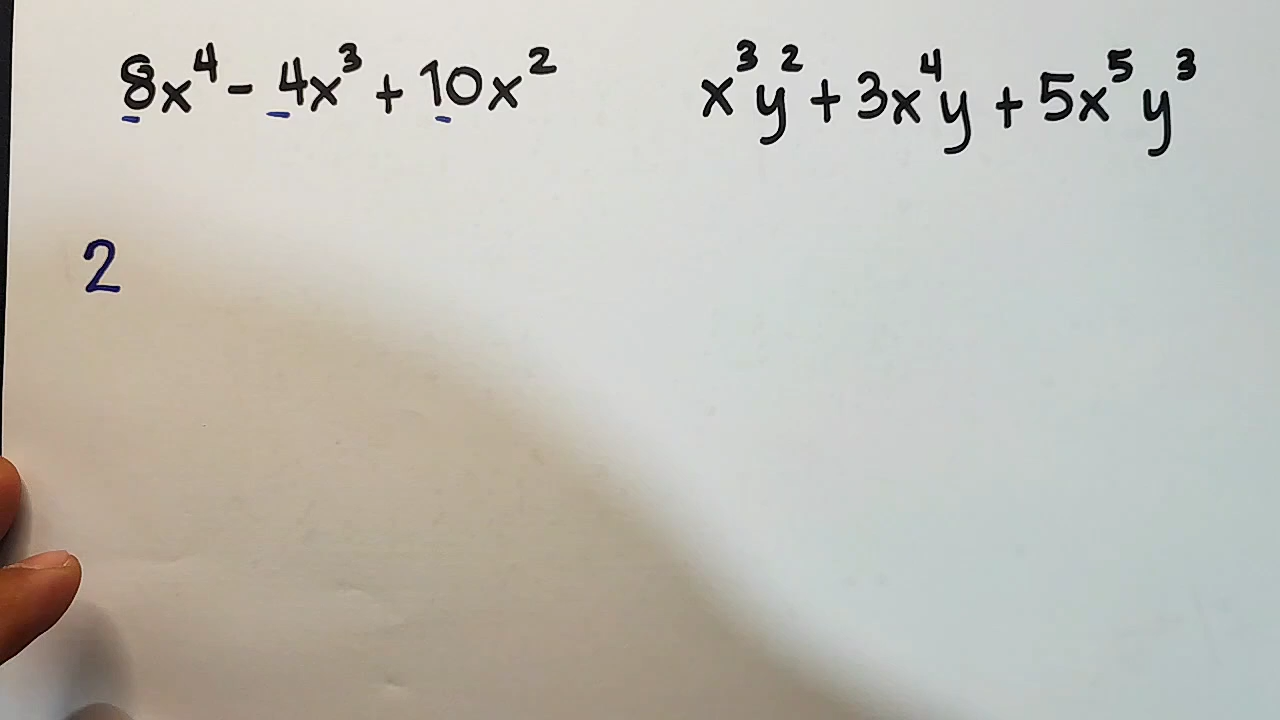 8x⁴ - 4x³ + 10x²
x³y² + 3x⁴y + 5x⁵y³
2